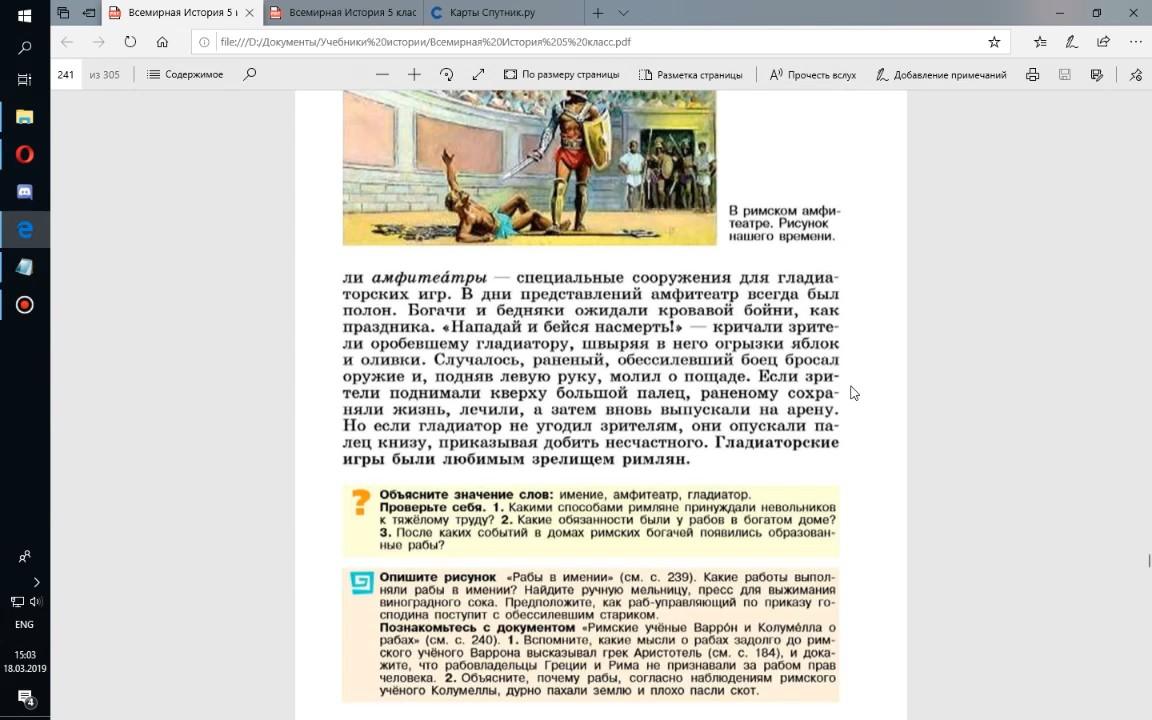 Всемирная История 5 к
Всемирная История 5 клас
Карты Спутник.ру
file:///D:/Документы/Учебники%20истории/Всемирная%20История%205%20класс.pdf
241 из 305 Содержимое По размеру страницы Разметка страницы Прочесть вслух Добавление примечаний
В римском амфи-
театре. Рисунок
нашего времени.
ли амфитеа́тры — специальные сооружения для гладиа-
торских игр. В дни представлений амфитеатр всегда был
полон. Богачи и бедняки ожидали кровавой бойни, как
праздника. «Нападай и бейся насмерть!» — кричали зрите-
ли оробевшему гладиатору, швыряя в него огрызки яблок
и оливки. Случалось, раненый, обессилевший боец бросал
оружие и, подняв левую руку, молил о пощаде. Если зри-
тели поднимали кверху большой палец, раненому сохра-
няли жизнь, лечили, а затем вновь выпускали на арену.
Но если гладиатор не угодил зрителям, они опускали па-
лец книзу, приказывая добить несчастного. Гладиаторские
игры были любимым зрелищем римлян.
? Объясните значение слов: имение, амфитеатр, гладиатор.
Проверьте себя. 1. Какими способами римляне принуждали невольников
к тяжёлому труду? 2. Какие обязанности были у рабов в богатом доме?
3. После каких событий в домах римских богачей появились образован-
ные рабы?
Опишите рисунок «Рабы в имении» (см. с. 239). Какие работы выпол-
няли рабы в имении? Найдите ручную мельницу, пресс для выжимания
виноградного сока. Предположите, как раб-управляющий по приказу го-
сподина поступит с обессилевшим стариком.
Познакомьтесь с документом «Римские учёные Варро́н и Колуме́лла о
рабах» (см. с. 240). 1. Вспомните, какие мысли о рабах задолго до рим-
ского учёного Варрона высказывал грек Аристотель (см. с. 184), и дока-
жите, что рабовладельцы Греции и Рима не признавали за рабом прав
человека. 2. Объясните, почему рабы, согласно наблюдениям римского
учёного Колумеллы, дурно пахали землю и плохо пасли скот.
ENG
15:03
18.03.2019
4